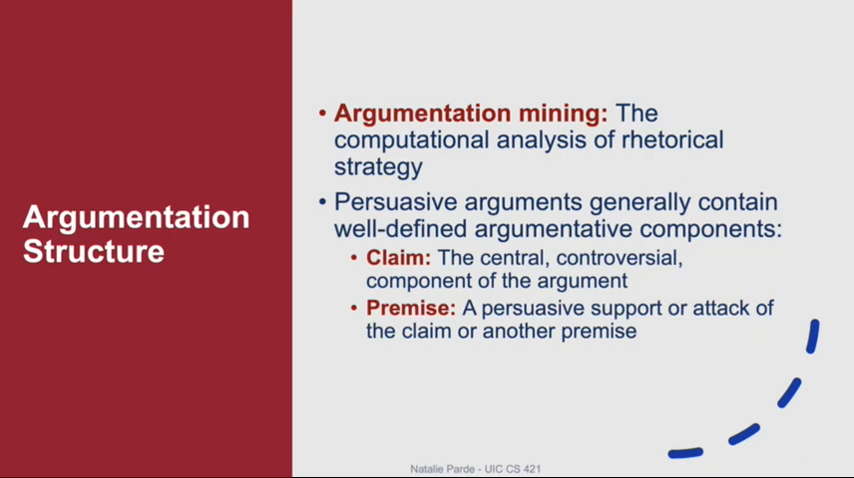 Argumentation
Structure
• Argumentation mining: The
computational analysis of rhetorical
strategy
• Persuasive arguments generally contain
well-defined argumentative components:
• Claim: The central, controversial,
component of the argument
• Premise: A persuasive support or attack of
the claim or another premise
Natalie Parde - UIC CS 421